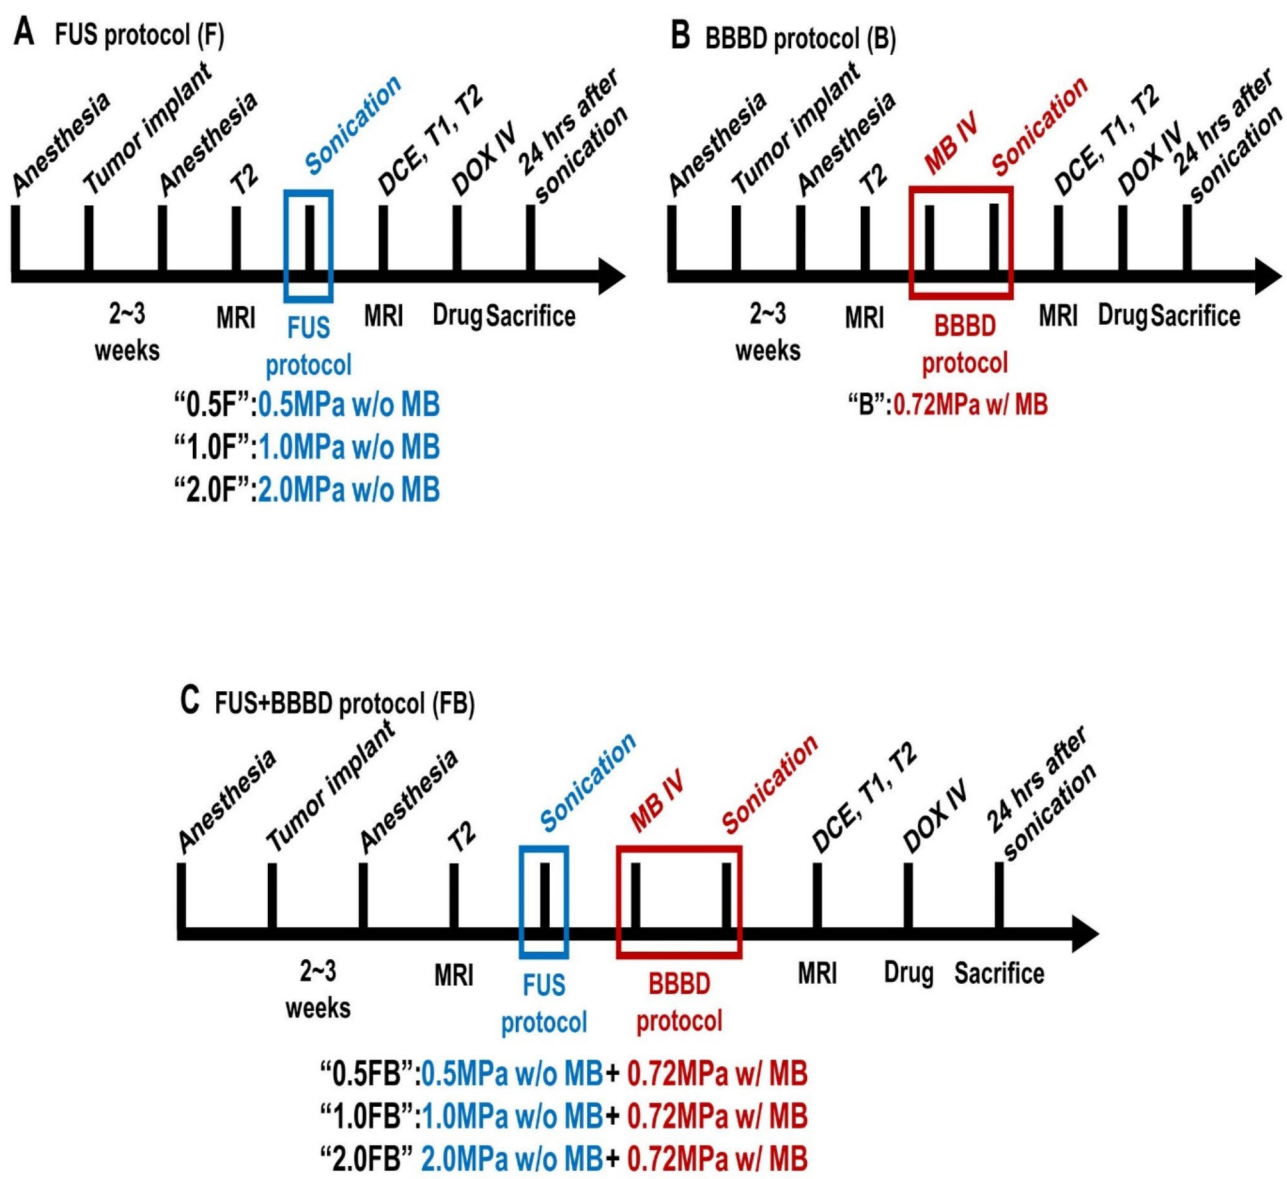 A FUS protocol (F)
Anesthesia
Tumor implant
Anesthesia
T2
Sonication
DCE, T1, T2
DOX IV
24 hrs after
sonication
2~3
weeks
MRI
FUS
protocol
MRI
Drug
Sacrifice
“0.5F”:0.5MPa w/o MB
“1.0F”:1.0MPa w/o MB
“2.0F”:2.0MPa w/o MB
B BBBD protocol (B)
Anesthesia
Tumor implant
Anesthesia
T2
MB IV
Sonication
DCE, T1, T2
DOX IV
24 hrs after
sonication
2~3
weeks
MRI
BBBD
protocol
MRI
Drug
Sacrifice
“B”:0.72MPa w/ MB
C FUS+BBBD protocol (FB)
Anesthesia
Tumor implant
Anesthesia
T2
Sonication
MB IV
Sonication
DCE, T1, T2
DOX IV
24 hrs after
sonication
2~3
weeks
MRI
FUS
protocol
BBBD
protocol
MRI
Drug
Sacrifice
“0.5FB”:0.5MPa w/o MB+ 0.72MPa w/ MB
“1.0FB”:1.0MPa w/o MB+ 0.72MPa w/ MB
“2.0FB” 2.0MPa w/o MB+ 0.72MPa w/ MB